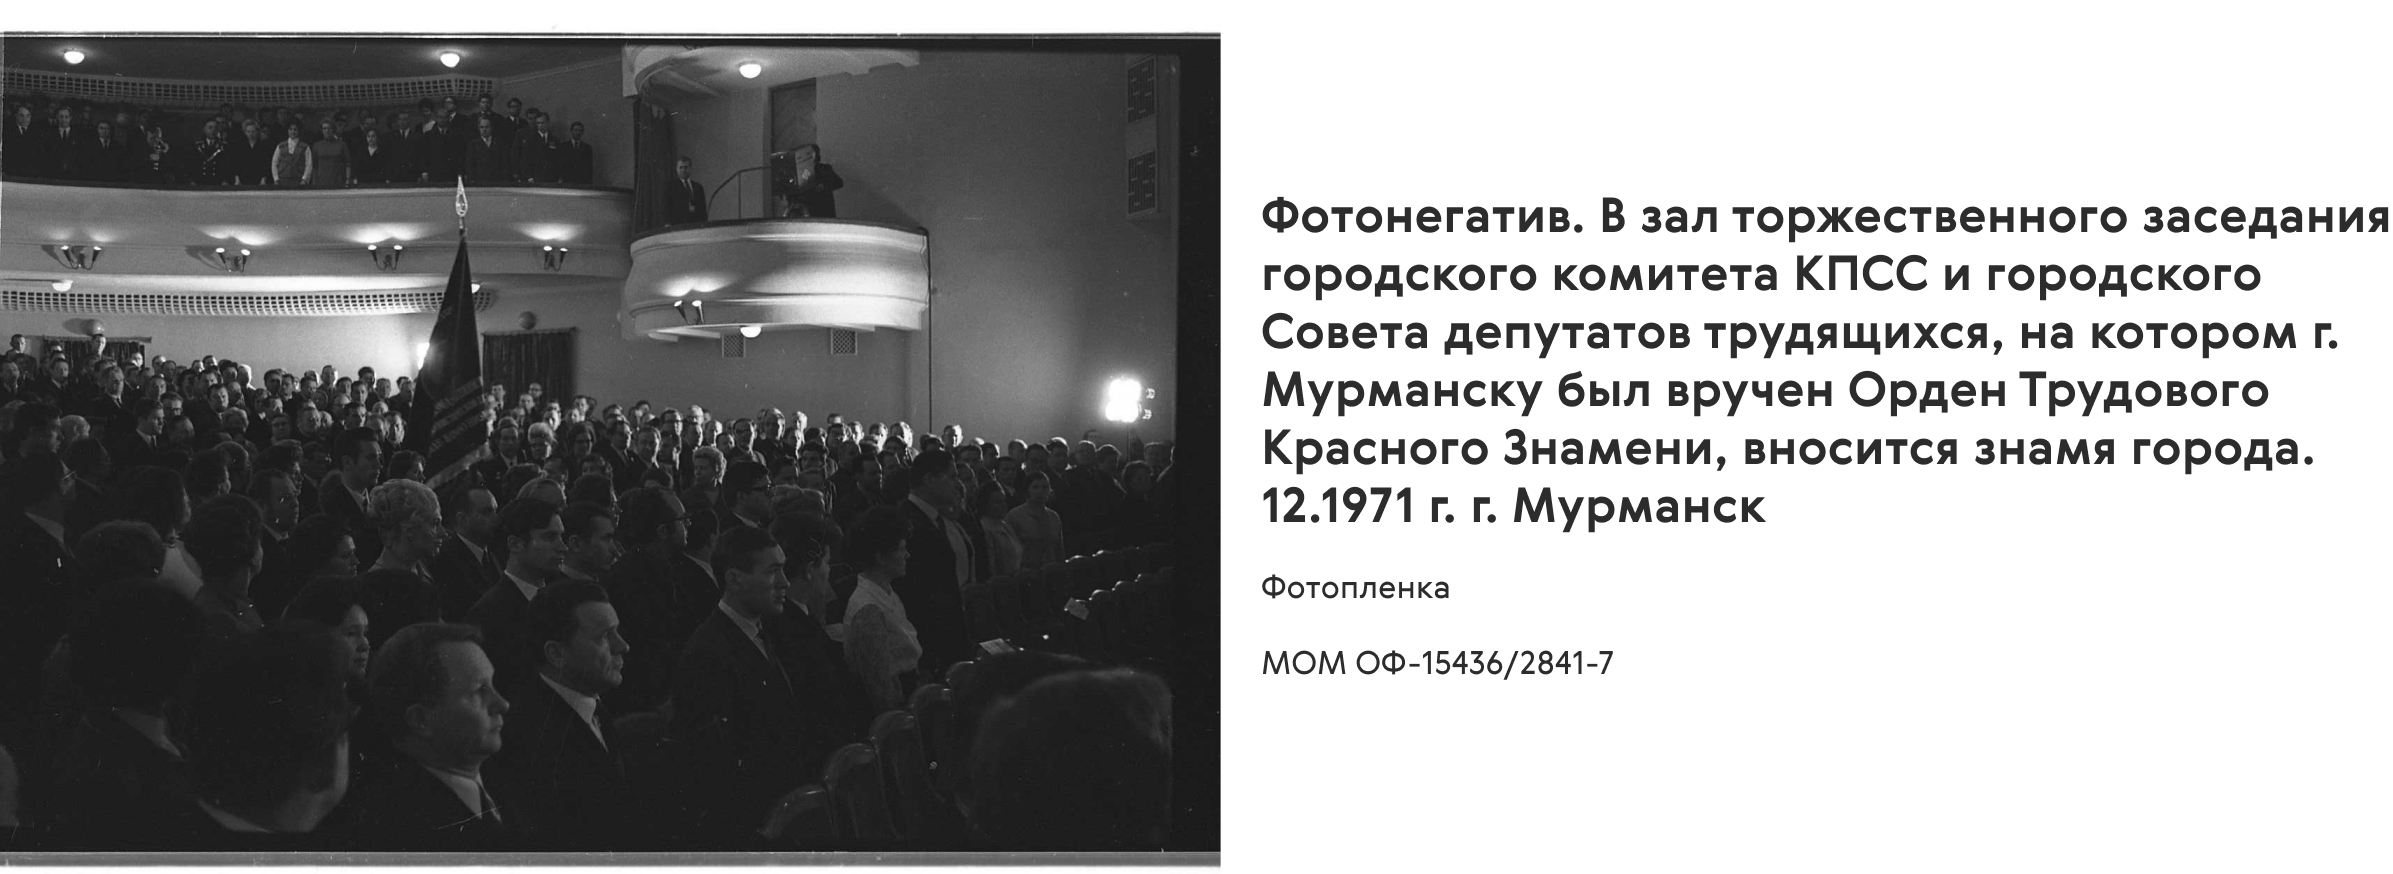 Фотонегатив. В зал торжественного заседания
городского комитета КПСС и городского
Совета депутатов трудящихся, на котором г.
Мурманску был вручен Орден Трудового
Красного Знамени, вносится знамя города.
12.1971 г. г. Мурманск
Фотопленка
МОМ ОФ-15436/2841-7